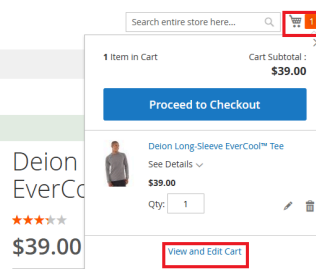 Search entire store here...
1
1 Item in Cart
Cart Subtotal :
$39.00
Proceed to Checkout
Deion Long-Sleeve EverCool™ Tee
See Details
$39.00
Qty: 1
View and Edit Cart
Deion
EverCo
$39.00